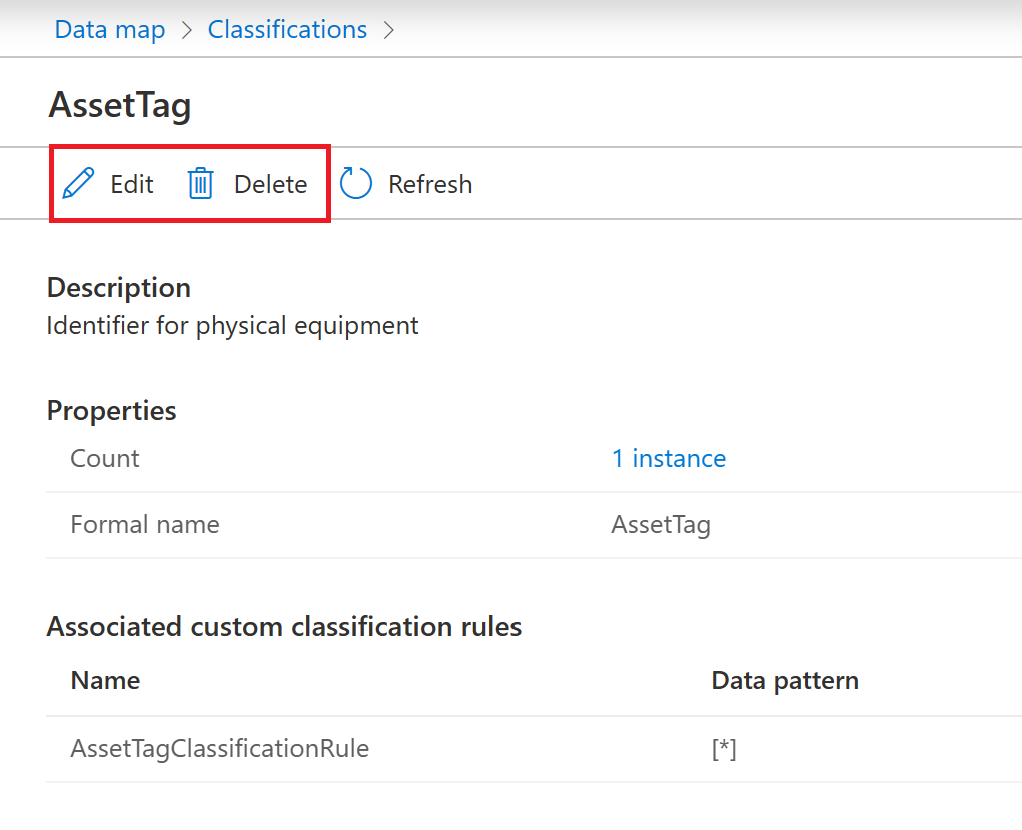 Data map > Classifications >
AssetTag
Edit Delete Refresh
Description
Identifier for physical equipment
Properties
Count 1 instance
Formal name AssetTag
Associated custom classification rules
Name Data pattern
AssetTagClassificationRule [*]